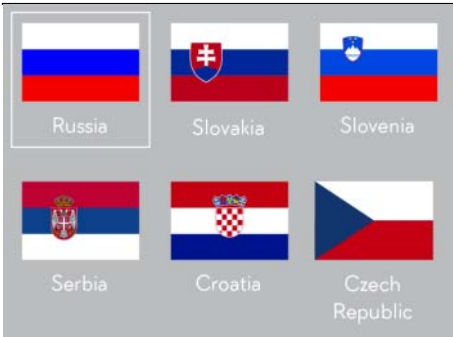 Russia
Slovakia
Slovenia
Serbia
Croatia
Czech
Republic